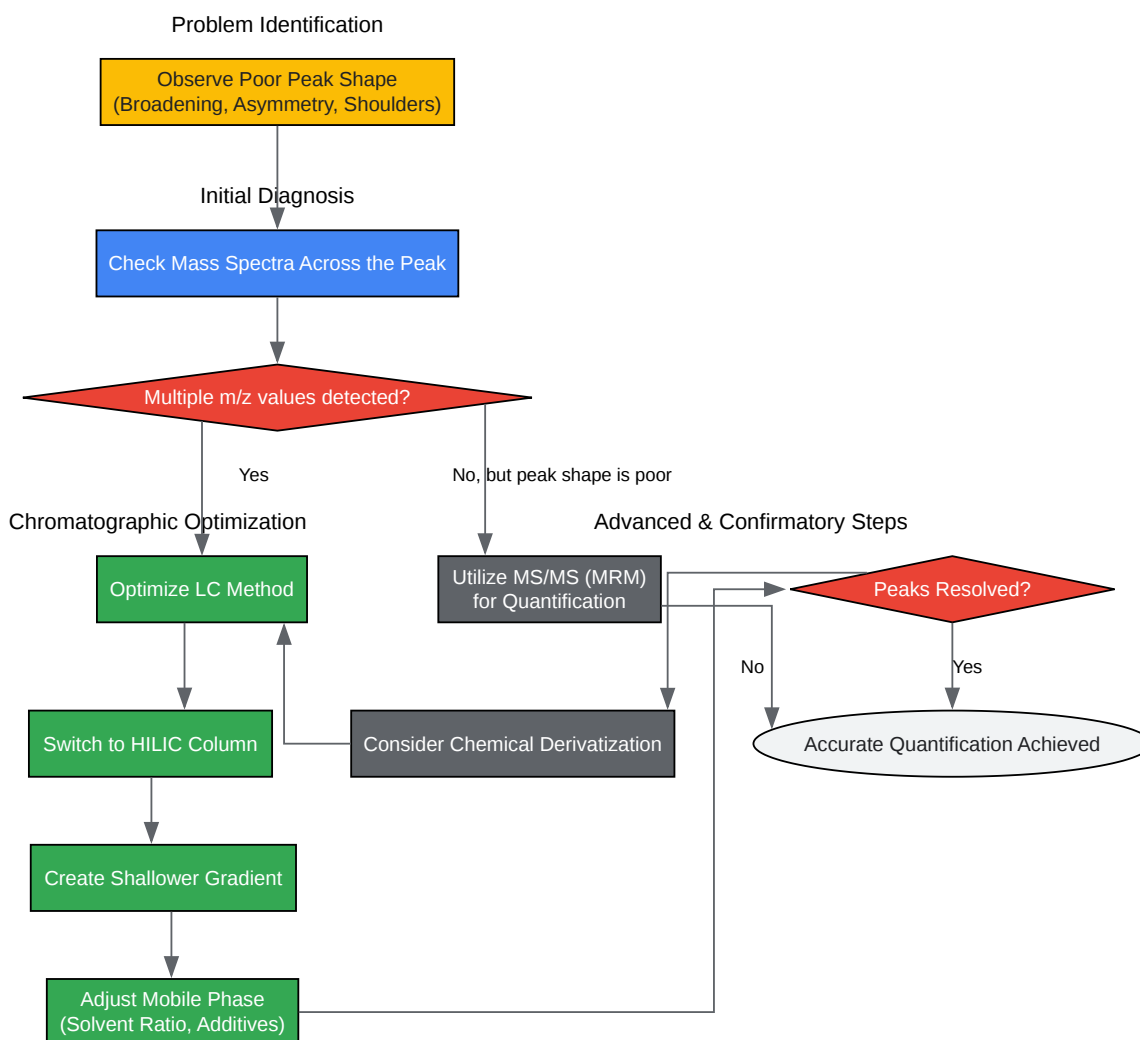 Problem Identification
Observe Poor Peak Shape
(Broadening, Asymmetry, Shoulders)
Initial Diagnosis
Check Mass Spectra Across the Peak
Multiple m/z values detected?
Yes
No, but peak shape is poor
Chromatographic Optimization
Advanced & Confirmatory Steps
Optimize LC Method
Utilize MS/MS (MRM)
for Quantification
Peaks Resolved?
No
Yes
Switch to HILIC Column
Consider Chemical Derivatization
Accurate Quantification Achieved
Create Shallower Gradient
Adjust Mobile Phase
(Solvent Ratio, Additives)